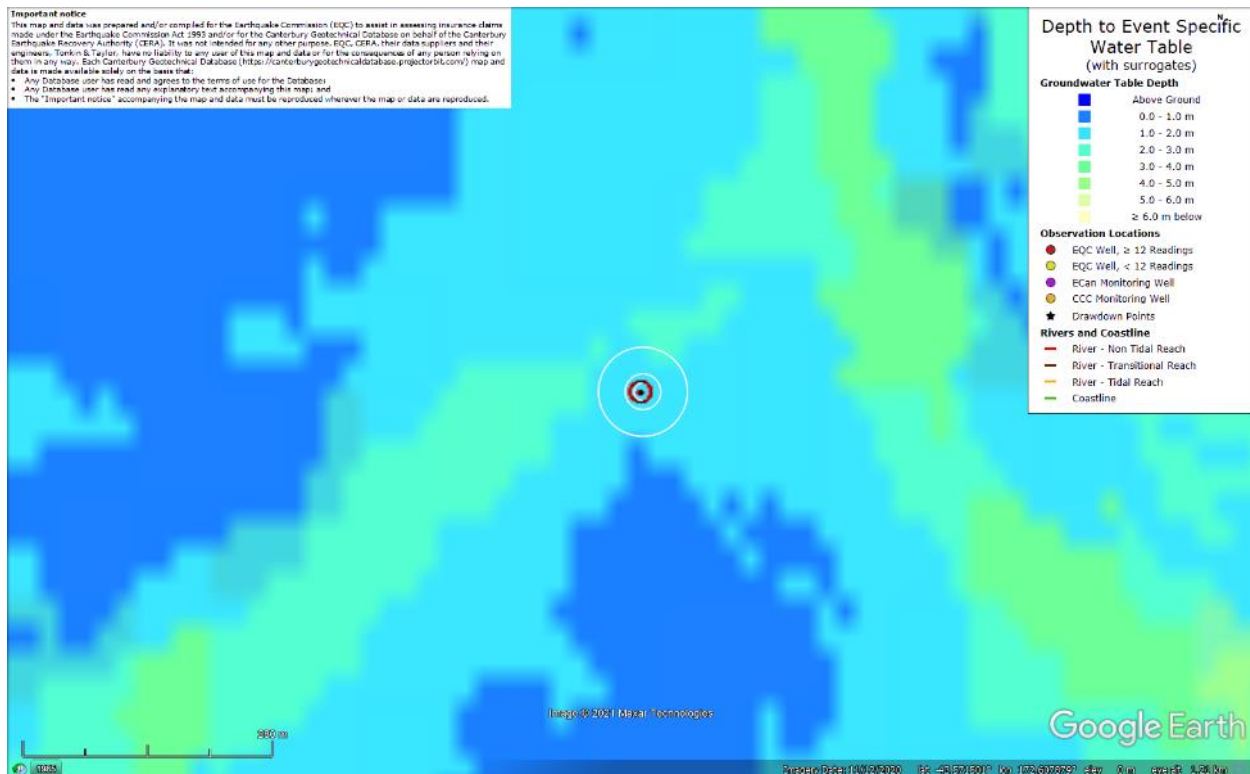 Important notice
This map and data was prepared and/or compiled for the Earthquake Commission (EQC) to assist in assessing insurance claims
made under the Earthquake Commission Act 1993 and/or for the Canterbury Geotechnical Database on behalf of the Canterbury
Earthquake Recovery Authority (CERA). It was not intended for any other purpose. EQC, CERA, their data suppliers and their
engineers, Tonkin & Taylor, have no liability to any user of this map and data or for the consequences of any person relying on
them in any way. Each Canterbury Geotechnical Database (https://canterburygeotechnicaldatabase.projectorbit.com/) map and
data is made available solely on the basis that:
• Any Database user has read and agrees to the terms of use for the Database;
• Any Database user has read any explanatory text accompanying this map; and
• The "Important notice" accompanying the map and data must be reproduced wherever the map or data are reproduced.
N
Depth to Event Specific
Water Table
(with surrogates)
Groundwater Table Depth
Above Ground
0.0 - 1.0 m
1.0 - 2.0 m
2.0 - 3.0 m
3.0 - 4.0 m
4.0 - 5.0 m
5.0 - 6.0 m
≥ 6.0 m below
Observation Locations
EQC Well, ≥ 12 Readings
EQC Well, < 12 Readings
ECan Monitoring Well
CCC Monitoring Well
Drawdown Points
Rivers and Coastline
River - Non Tidal Reach
River - Transitional Reach
River - Tidal Reach
Coastline
Image © 2021 Maxar Technologies
Google Earth
1985
Imagery Date: lat lon elev 0 m eye alt